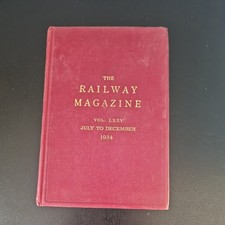 THE
RAILWAY
MAGAZINE
VOL. LXXV
JULY TO DECEMBER
1934